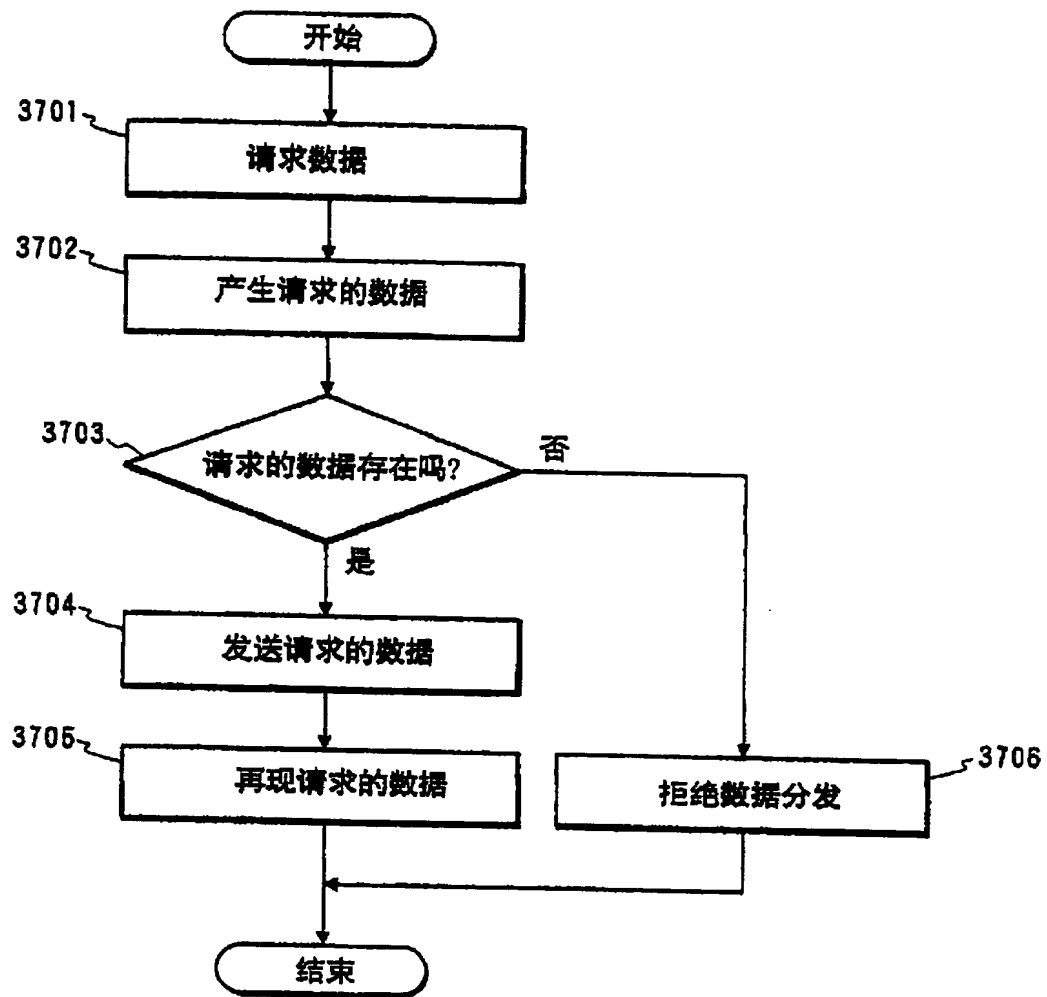 开始
3701
请求数据
3702
产生请求的数据
3703
请求的数据存在吗?
否
是
3704
发送请求的数据
3705
再现请求的数据
3706
拒绝数据分发
结束